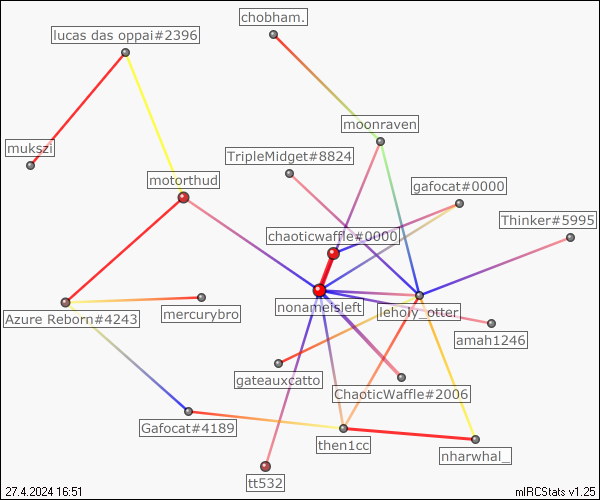 chobham.
lucas das oppai#2396
moonraven
mukszi
TripleMidget#8824
motorthud
gafocat#0000
Thinker#5995
chaoticwaffle#0000
nonameisleft
leholy_otter
Azure Reborn#4243
mercurybro
amah1246
gateauxcatto
ChaoticWaffle#2006
Gafocat#4189
then1cc
nharwhal_
tt532
27.4.2024 16:51
mIRCStats v1.25